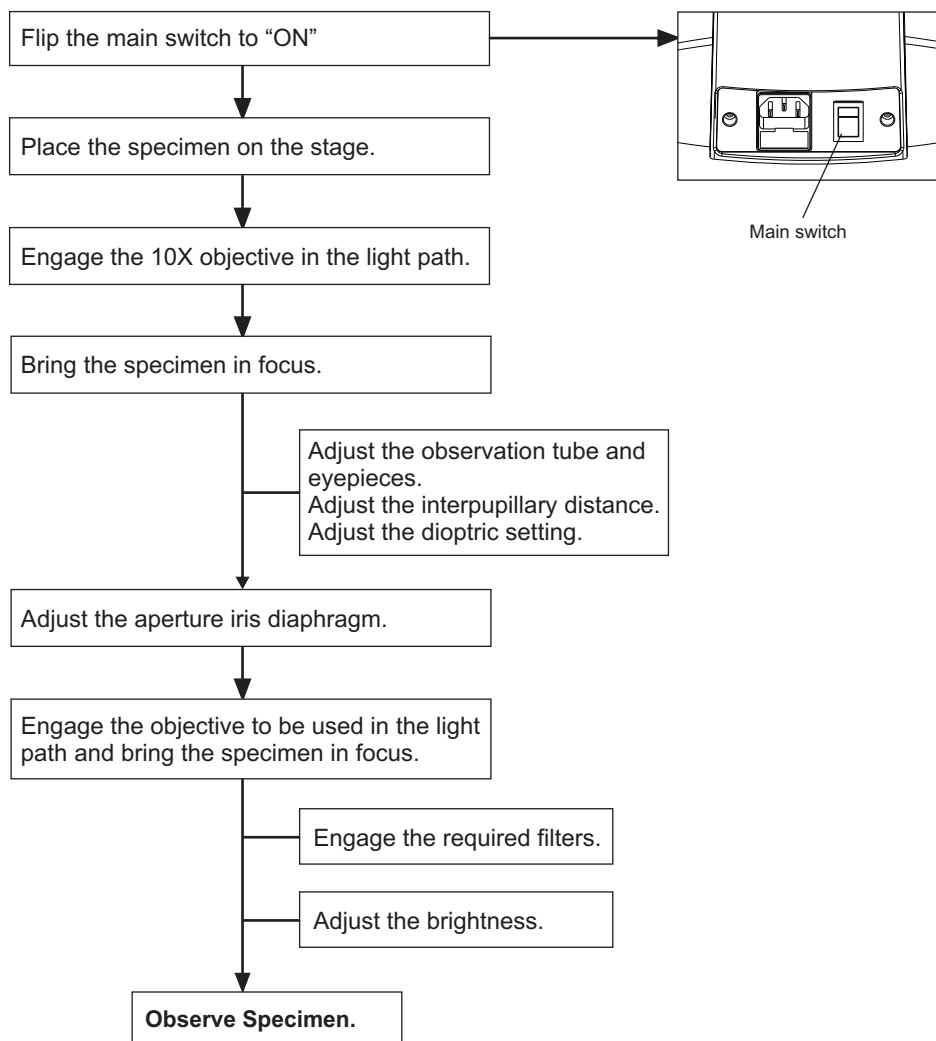 Flip the main switch to “ON”
Main switch
Place the specimen on the stage.
Engage the 10X objective in the light path.
Bring the specimen in focus.
Adjust the observation tube and
eyepieces.
Adjust the interpupillary distance.
Adjust the dioptric setting.
Adjust the aperture iris diaphragm.
Engage the objective to be used in the light
path and bring the specimen in focus.
Engage the required filters.
Adjust the brightness.
Observe Specimen.